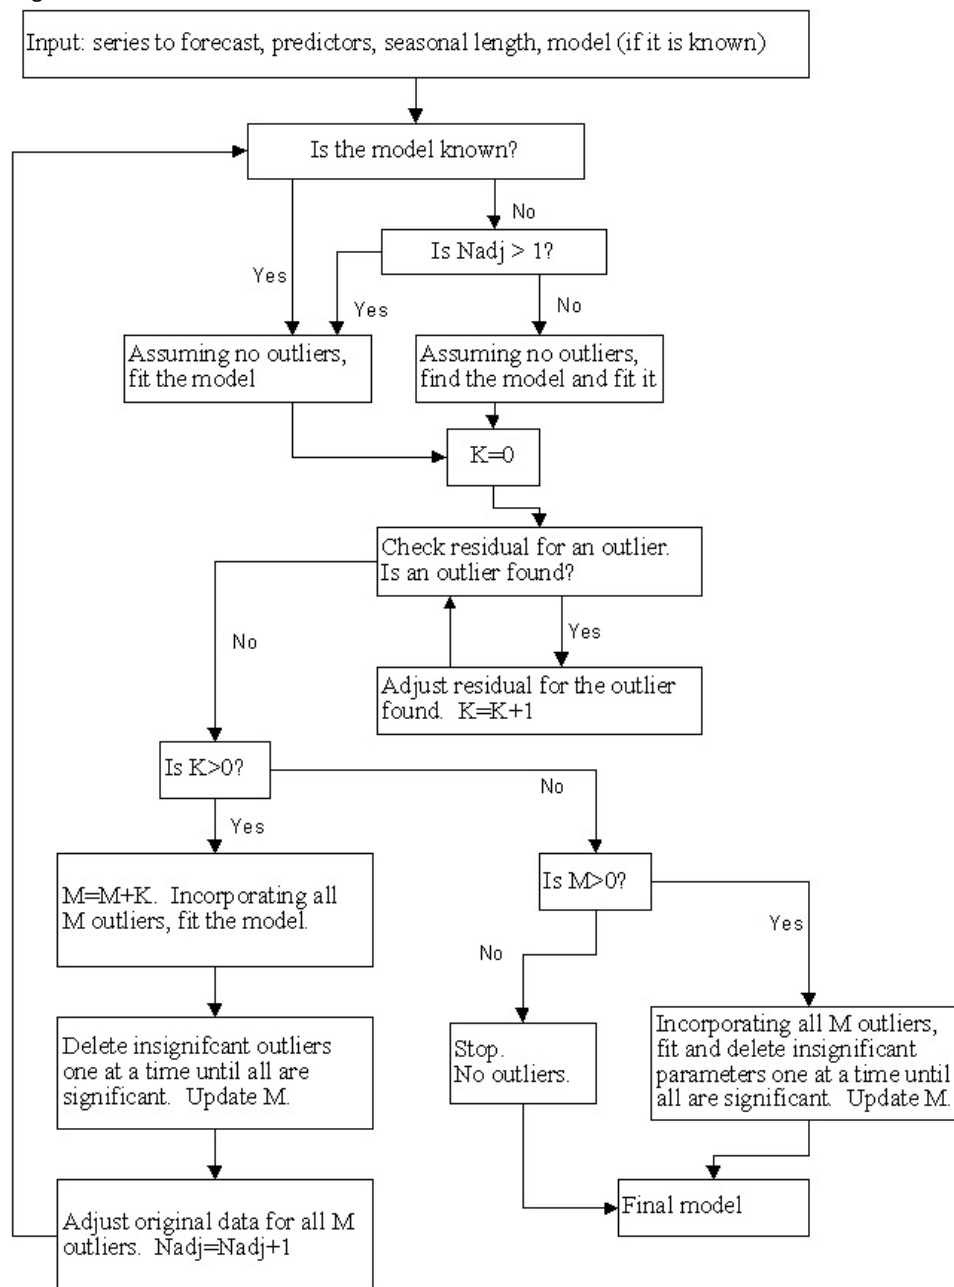 Input: series to forecast, predictors, seasonal length, model (if it is known)
Is the model known?
No
Is Nadj > 1?
Yes
Yes
No
Assuming no outliers,
fit the model
Assuming no outliers,
find the model and fit it
K=0
Check residual for an outlier.
Is an outlier found?
No
Yes
Adjust residual for the outlier
found. K=K+1
Is K>0?
No
Yes
M=M+K. Incorporating all
M outliers, fit the model.
Is M>0?
Yes
No
Delete insignifcant outliers
one at a time until all are
significant. Update M.
Stop.
No outliers.
Incorporating all M outliers,
fit and delete insignificant
parameters one at a time until
all are significant. Update M.
Adjust original data for all M
outliers. Nadj=Nadj+1
Final model